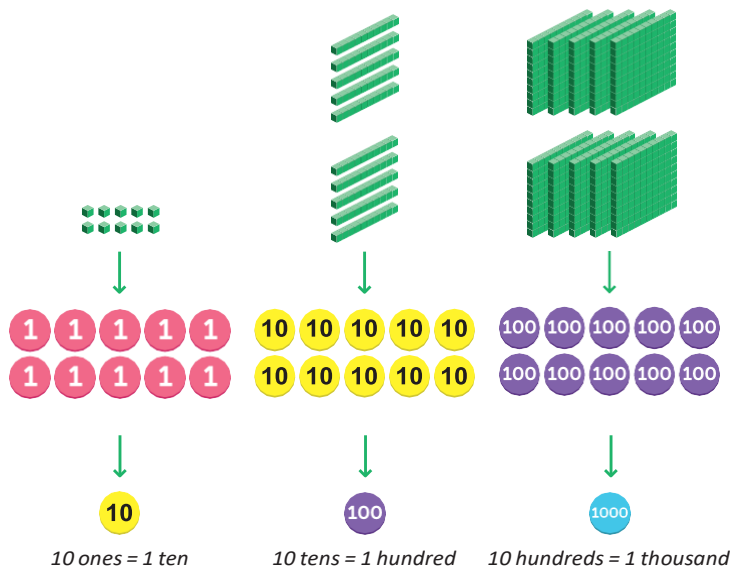 1 1 1 1 1
1 1 1 1 1
10
10 ones = 1 ten
10 10 10 10 10
10 10 10 10 10
100
10 tens = 1 hundred
100 100 100 100 100
100 100 100 100 100
1000
10 hundreds = 1 thousand